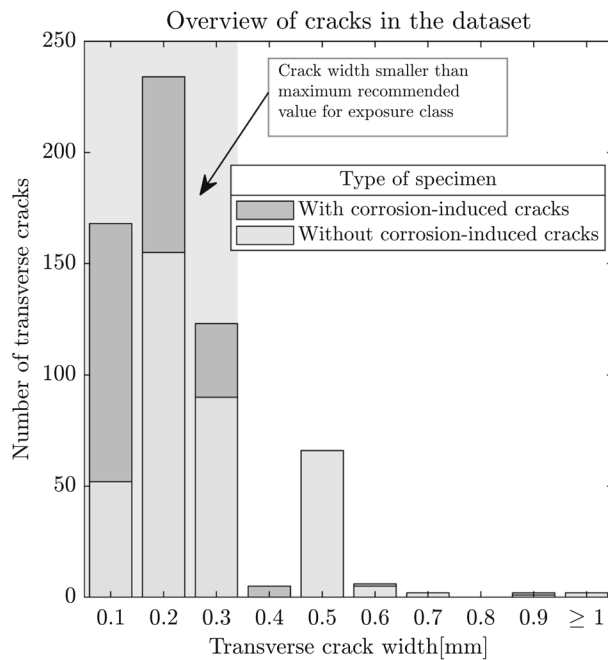 Overview of cracks in the dataset
250
200
150
100
50
0
Number of transverse cracks
Crack width smaller than
maximum recommended
value for exposure class
Type of specimen
With corrosion-induced cracks
Without corrosion-induced cracks
0.1 0.2 0.3 0.4 0.5 0.6 0.7 0.8 0.9 ≥ 1
Transverse crack width[mm]